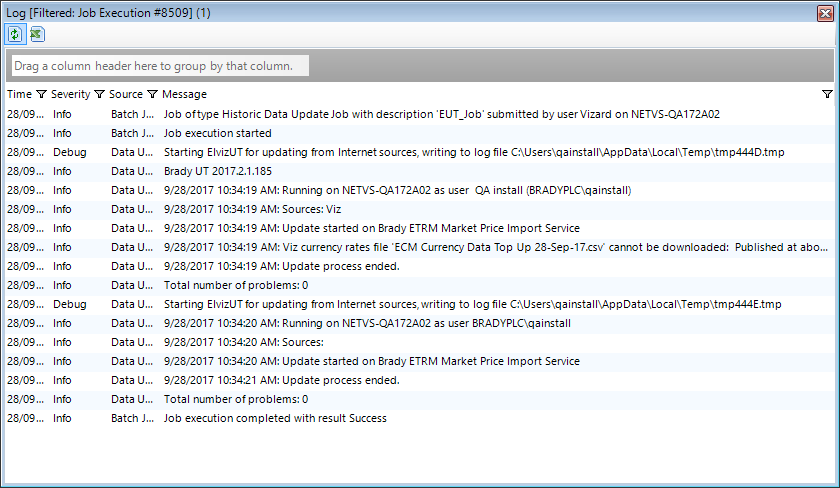 Log [Filtered: Job Execution #8509] (1)
Drag a column header here to group by that column.
Time Severity Source Message
28/09... Info Batch J... Job of type Historic Data Update Job with description 'EUT_Job' submitted by user Vizard on NETVS-QA172A02
28/09... Info Batch J... Job execution started
28/09... Debug Data U... Starting ElvizUT for updating from Internet sources, writing to log file C:\Users\qainstall\AppData\Local\Temp\tmp444D.tmp
28/09... Info Data U... Brady UT 2017.2.1.185
28/09... Info Data U... 9/28/2017 10:34:19 AM: Running on NETVS-QA172A02 as user  QA install (BRADYPLC\qainstall)
28/09... Info Data U... 9/28/2017 10:34:19 AM: Sources: Viz
28/09... Info Data U... 9/28/2017 10:34:19 AM: Update started on Brady ETRM Market Price Import Service
28/09... Info Data U... 9/28/2017 10:34:19 AM: Viz currency rates file 'ECM Currency Data Top Up 28-Sep-17.csv' cannot be downloaded:  Published at abo...
28/09... Info Data U... 9/28/2017 10:34:19 AM: Update process ended.
28/09... Info Data U... Total number of problems: 0
28/09... Debug Data U... Starting ElvizUT for updating from Internet sources, writing to log file C:\Users\qainstall\AppData\Local\Temp\tmp444E.tmp
28/09... Info Data U... 9/28/2017 10:34:20 AM: Running on NETVS-QA172A02 as user BRADYPLC\qainstall
28/09... Info Data U... 9/28/2017 10:34:20 AM: Sources:
28/09... Info Data U... 9/28/2017 10:34:20 AM: Update started on Brady ETRM Market Price Import Service
28/09... Info Data U... 9/28/2017 10:34:21 AM: Update process ended.
28/09... Info Data U... Total number of problems: 0
28/09... Info Batch J... Job execution completed with result Success